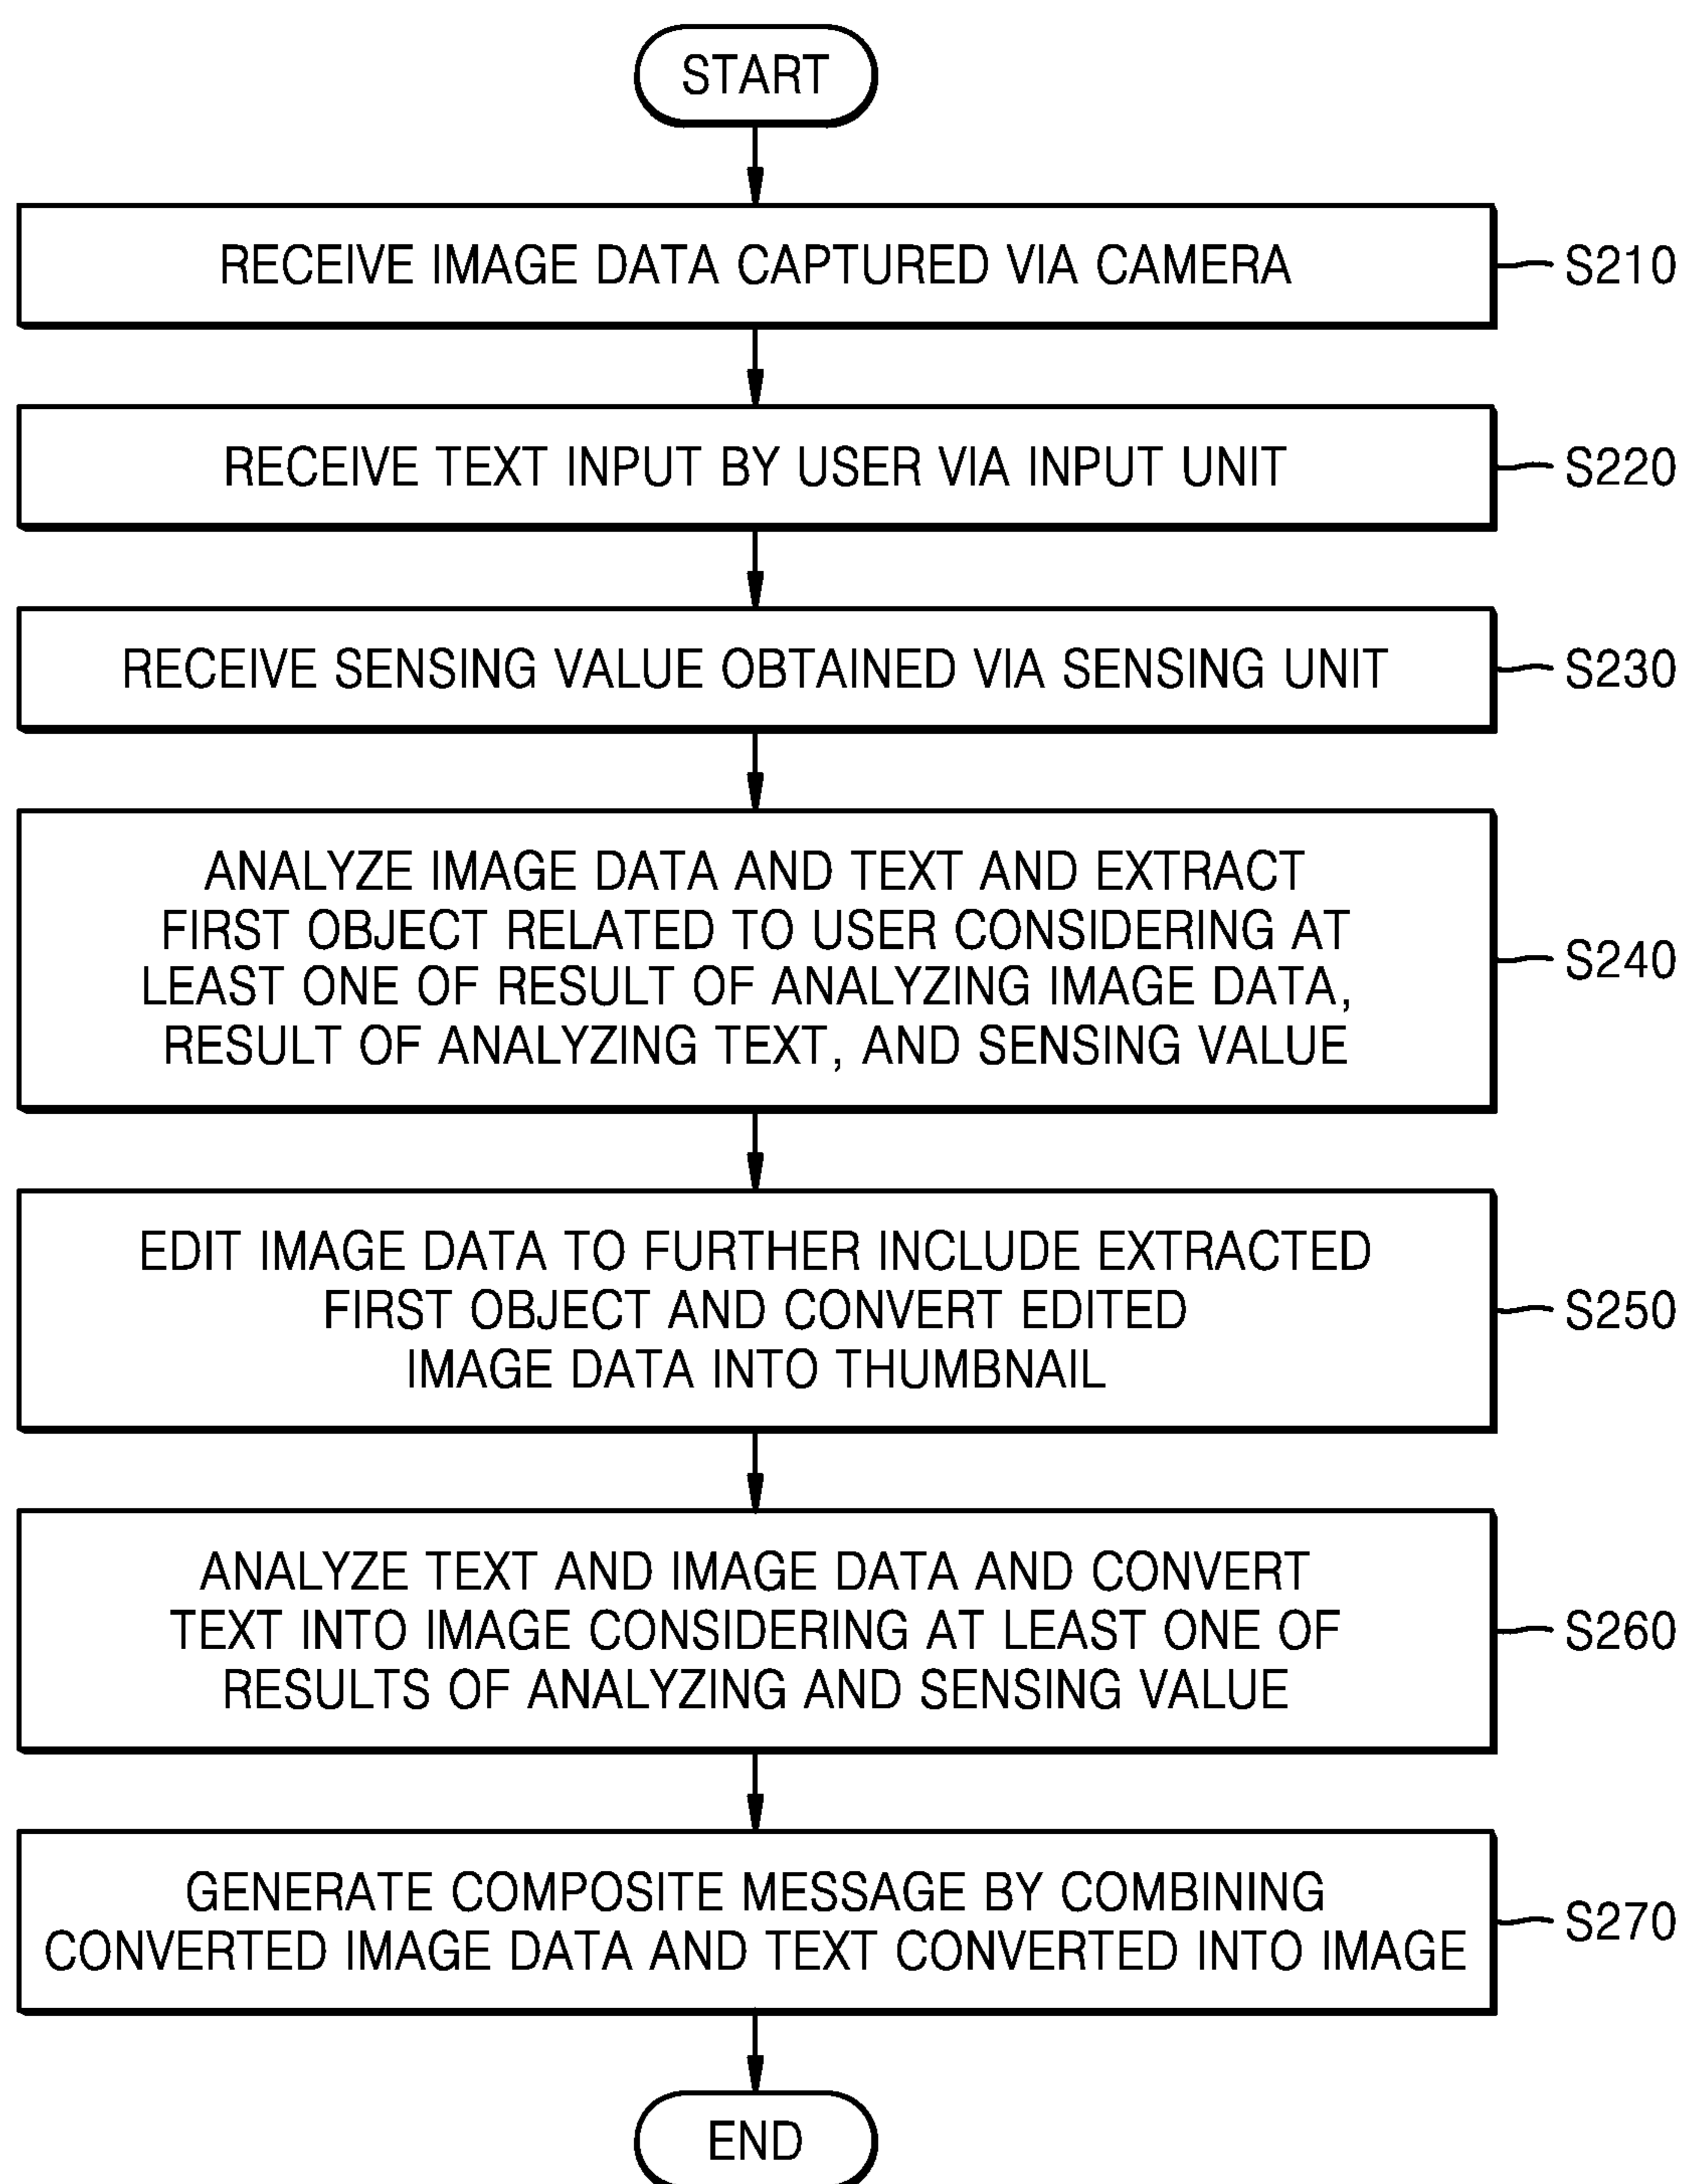 START
RECEIVE IMAGE DATA CAPTURED VIA CAMERA
S210
RECEIVE TEXT INPUT BY USER VIA INPUT UNIT
S220
RECEIVE SENSING VALUE OBTAINED VIA SENSING UNIT
S230
ANALYZE IMAGE DATA AND TEXT AND EXTRACT
FIRST OBJECT RELATED TO USER CONSIDERING AT
LEAST ONE OF RESULT OF ANALYZING IMAGE DATA,
RESULT OF ANALYZING TEXT, AND SENSING VALUE
S240
EDIT IMAGE DATA TO FURTHER INCLUDE EXTRACTED
FIRST OBJECT AND CONVERT EDITED
IMAGE DATA INTO THUMBNAIL
S250
ANALYZE TEXT AND IMAGE DATA AND CONVERT
TEXT INTO IMAGE CONSIDERING AT LEAST ONE OF
RESULTS OF ANALYZING AND SENSING VALUE
S260
GENERATE COMPOSITE MESSAGE BY COMBINING
CONVERTED IMAGE DATA AND TEXT CONVERTED INTO IMAGE
S270
END